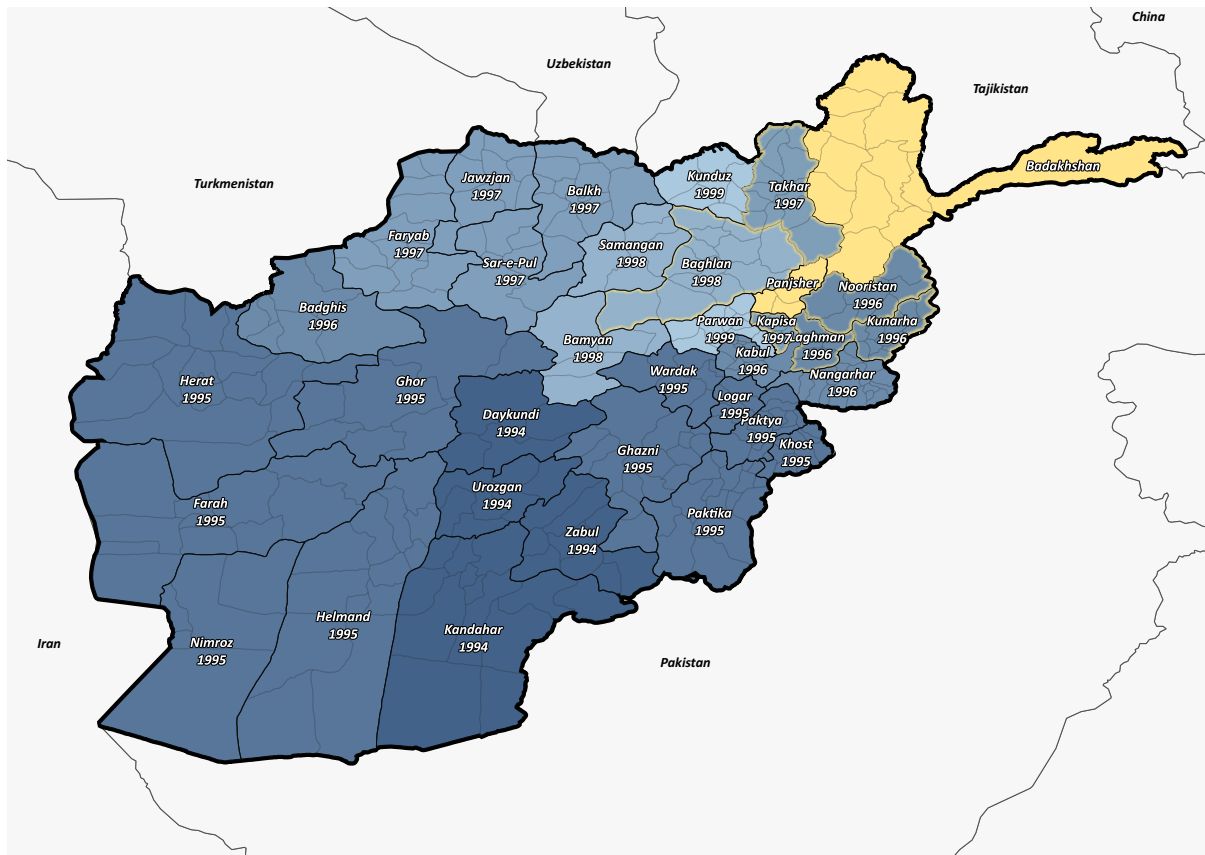 China
Uzbekistan
Tajikistan
Turkmenistan
Badakhshan
Kunduz
1999
Jawzjan
1997
Takhar
1997
Balkh
1997
Faryab
1997
Samangan
1998
Sar-e-Pul
1997
Baghlan
1998
Panjsher
Nooristan
1996
Badghis
1996
Parwan
1999
Kapisa
1997
Kunarha
1996
Laghman
1996
Bamyan
1998
Kabul
1996
Wardak
1995
Nangarhar
1996
Herat
1995
Ghor
1995
Logar
1995
Daykundi
1994
Paktya
1995
Khost
1995
Ghazni
1995
Urozgan
1994
Farah
1995
Paktika
1995
Zabul
1994
Helmand
1995
Kandahar
1994
Nimroz
1995
Iran
Pakistan